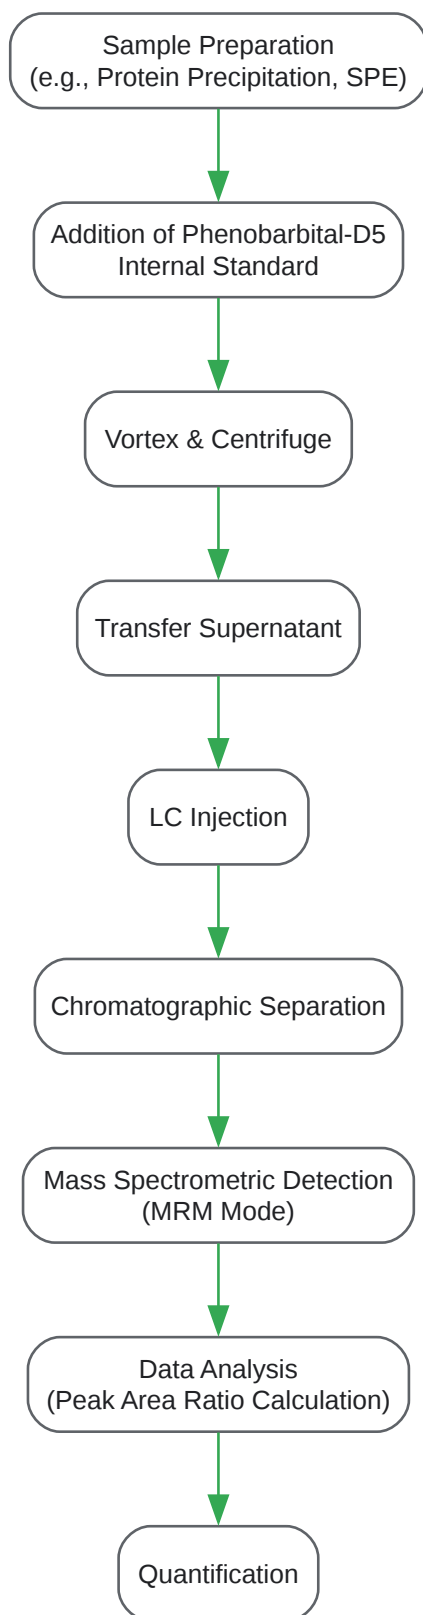 Sample Preparation
(e.g., Protein Precipitation, SPE)
Addition of Phenobarbital-D5
Internal Standard
Vortex & Centrifuge
Transfer Supernatant
LC Injection
Chromatographic Separation
Mass Spectrometric Detection
(MRM Mode)
Data Analysis
(Peak Area Ratio Calculation)
Quantification